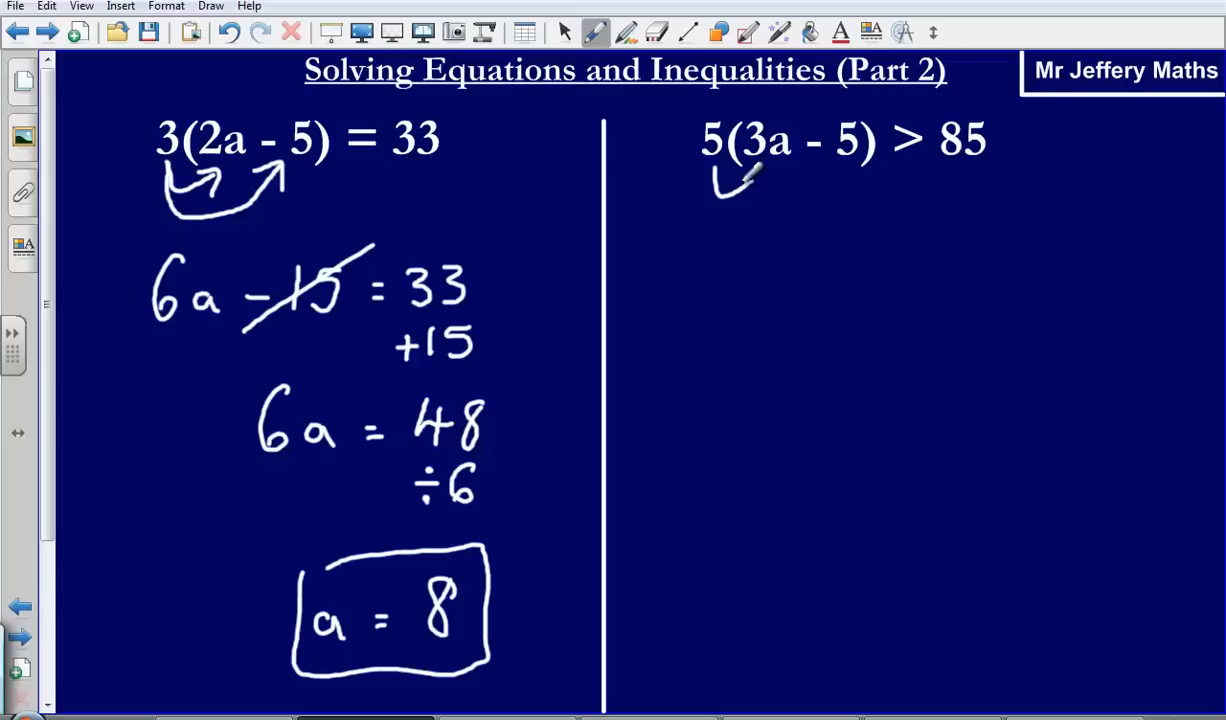 File Edit View Insert Format Draw Help
Solving Equations and Inequalities (Part 2)
Mr Jeffery Maths
3(2a - 5) = 33
6a - 15 = 33
+15
6a = 48
÷6
a = 8
5(3a - 5) > 85